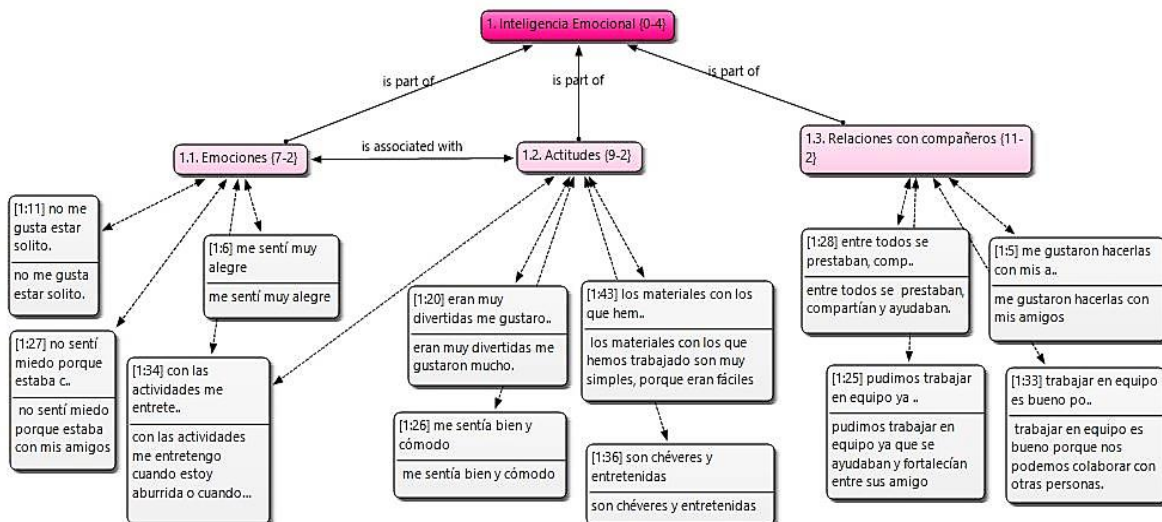 1. Inteligencia Emocional {0-4}
is part of
is part of
is part of
1.1. Emociones {7-2}
is associated with
1.2. Actitudes {9-2}
1.3. Relaciones con compañeros {11-
2}
[1:11] no me
gusta estar
solito.
no me gusta
estar solito.
[1:6] me sentí muy
alegre
me sentí muy alegre
[1:27] no sentí
miedo porque
estaba c..
no sentí miedo
porque estaba
con mis amigos
[1:34] con las
actividades me
entrete..
con las actividades
me entretengo
cuando estoy
aburrida o cuando...
[1:20] eran muy
divertidas me gustaro..
eran muy divertidas me
gustaron mucho.
[1:43] los materiales con los
que hem..
los materiales con los que
hemos trabajado son muy
simples, porque eran fáciles
[1:26] me sentía bien y
cómodo
me sentía bien y cómodo
[1:36] son chéveres y
entretenidas
son chéveres y entretenidas
[1:28] entre todos se
prestaban, comp..
entre todos se prestaban,
compartían y ayudaban.
[1:5] me gustaron hacerlas
con mis a..
me gustaron hacerlas con
mis amigos
[1:25] pudimos trabajar
en equipo ya ..
pudimos trabajar en
equipo ya que se
ayudaban y fortalecían
entre sus amigo
[1:33] trabajar en equipo
es bueno po..
trabajar en equipo es
bueno porque nos
podemos colaborar con
otras personas.